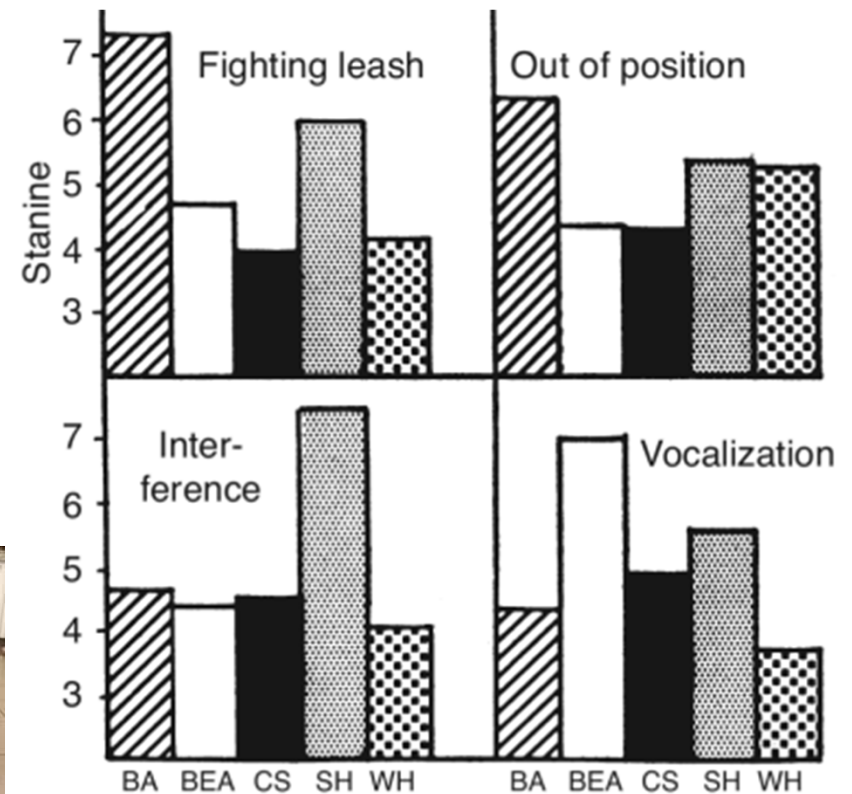 Fighting leash
Out of position
Stanine
7
6
5
4
3
Inter-
ference
Vocalization
7
6
5
4
3
BA BEA CS SH WH
BA BEA CS SH WH